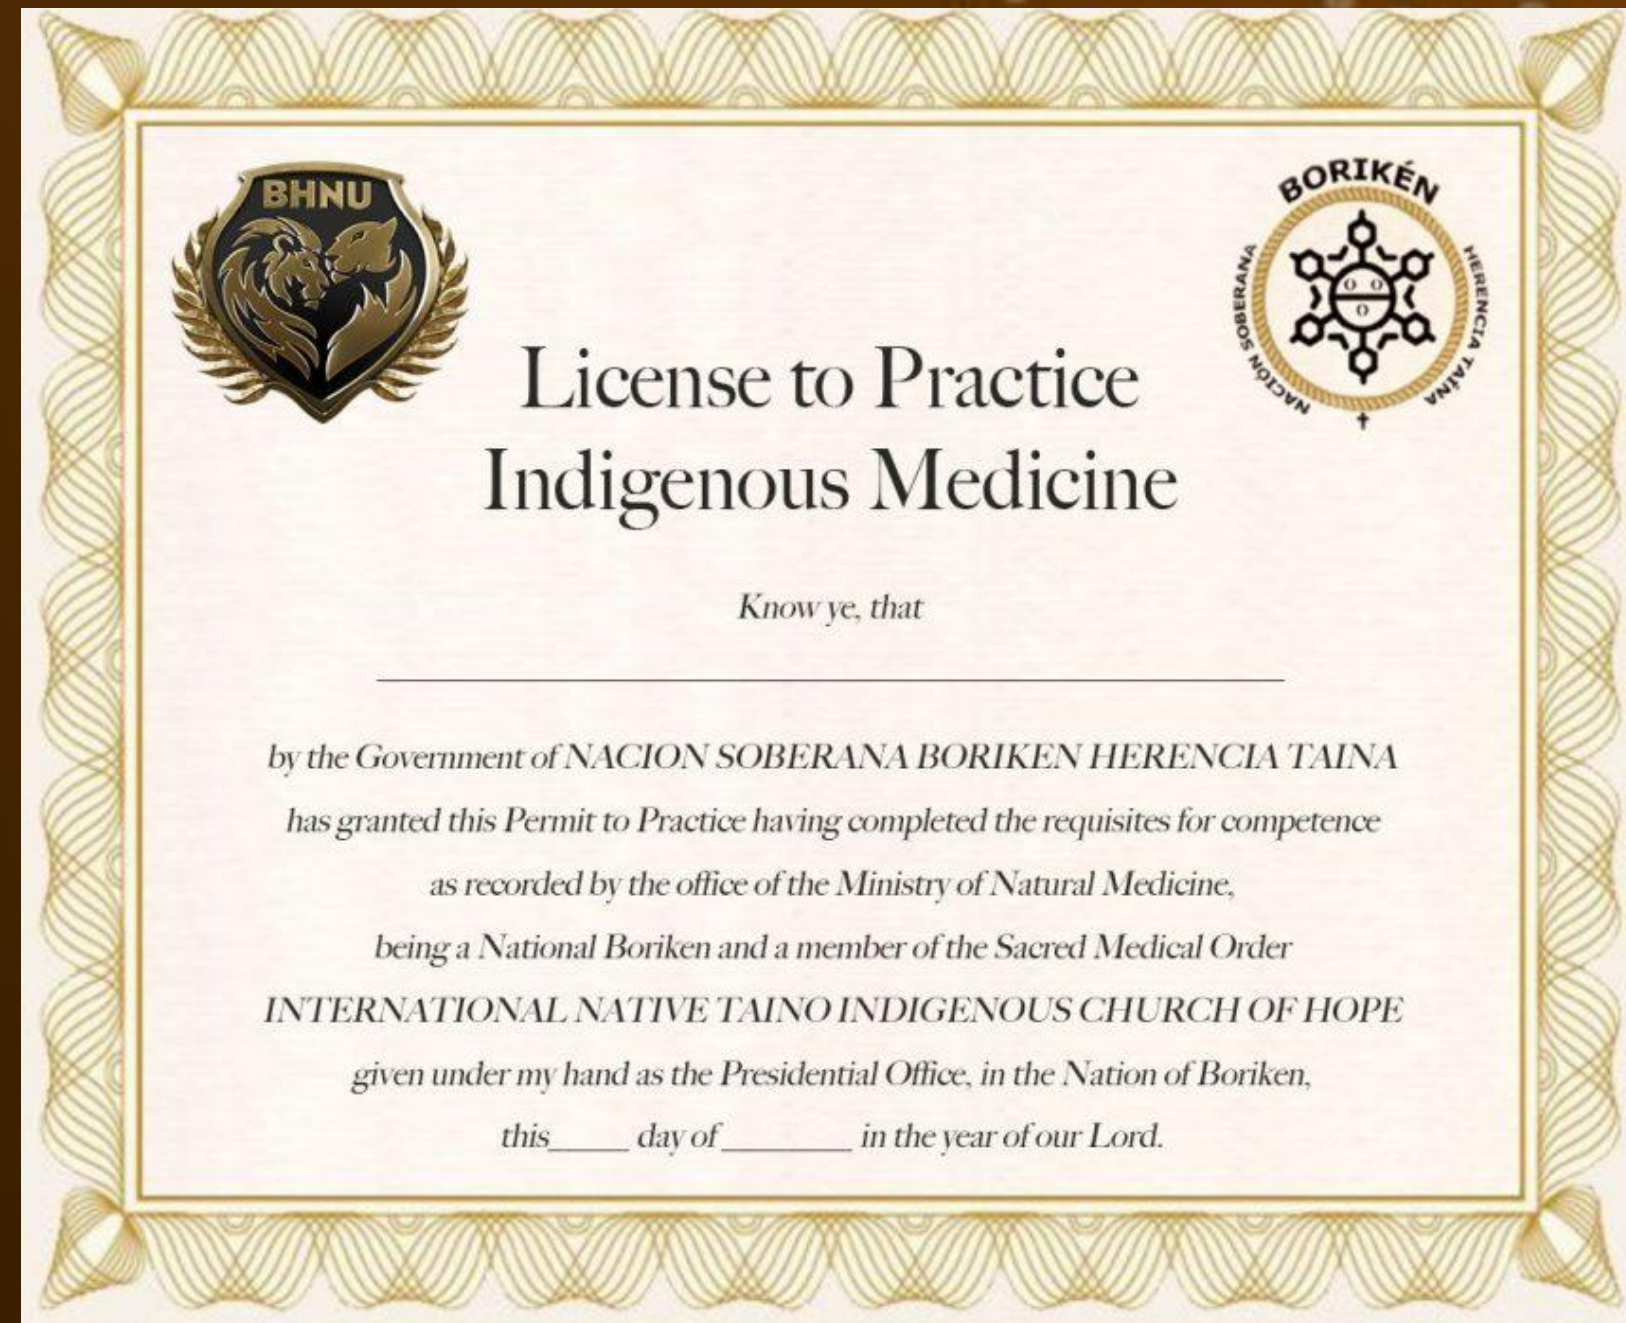 BHNU
BORIKÉN
NACIÓN SOBERANA
HERENCIA TAÍNA
License to Practice
Indigenous Medicine
Know ye, that
by the Government of NACION SOBERANA BORIKEN HERENCIA TAINA
has granted this Permit to Practice having completed the requisites for competence
as recorded by the office of the Ministry of Natural Medicine,
being a National Boriken and a member of the Sacred Medical Order
INTERNATIONAL NATIVE TAINO INDIGENOUS CHURCH OF HOPE
given under my hand as the Presidential Office, in the Nation of Boriken,
this_____ day of ________ in the year of our Lord.